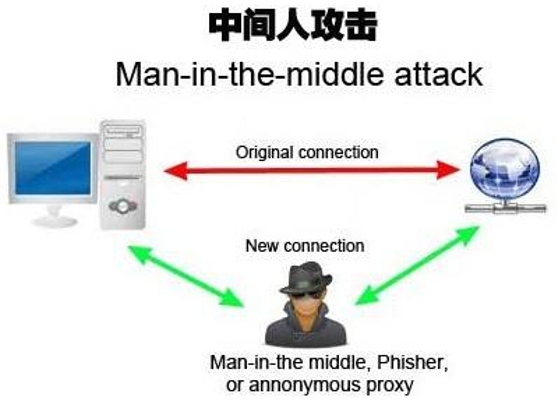 中间人攻击
Man-in-the-middle attack
Original connection
New connection
Man-in-the middle, Phisher,
or annonymous proxy